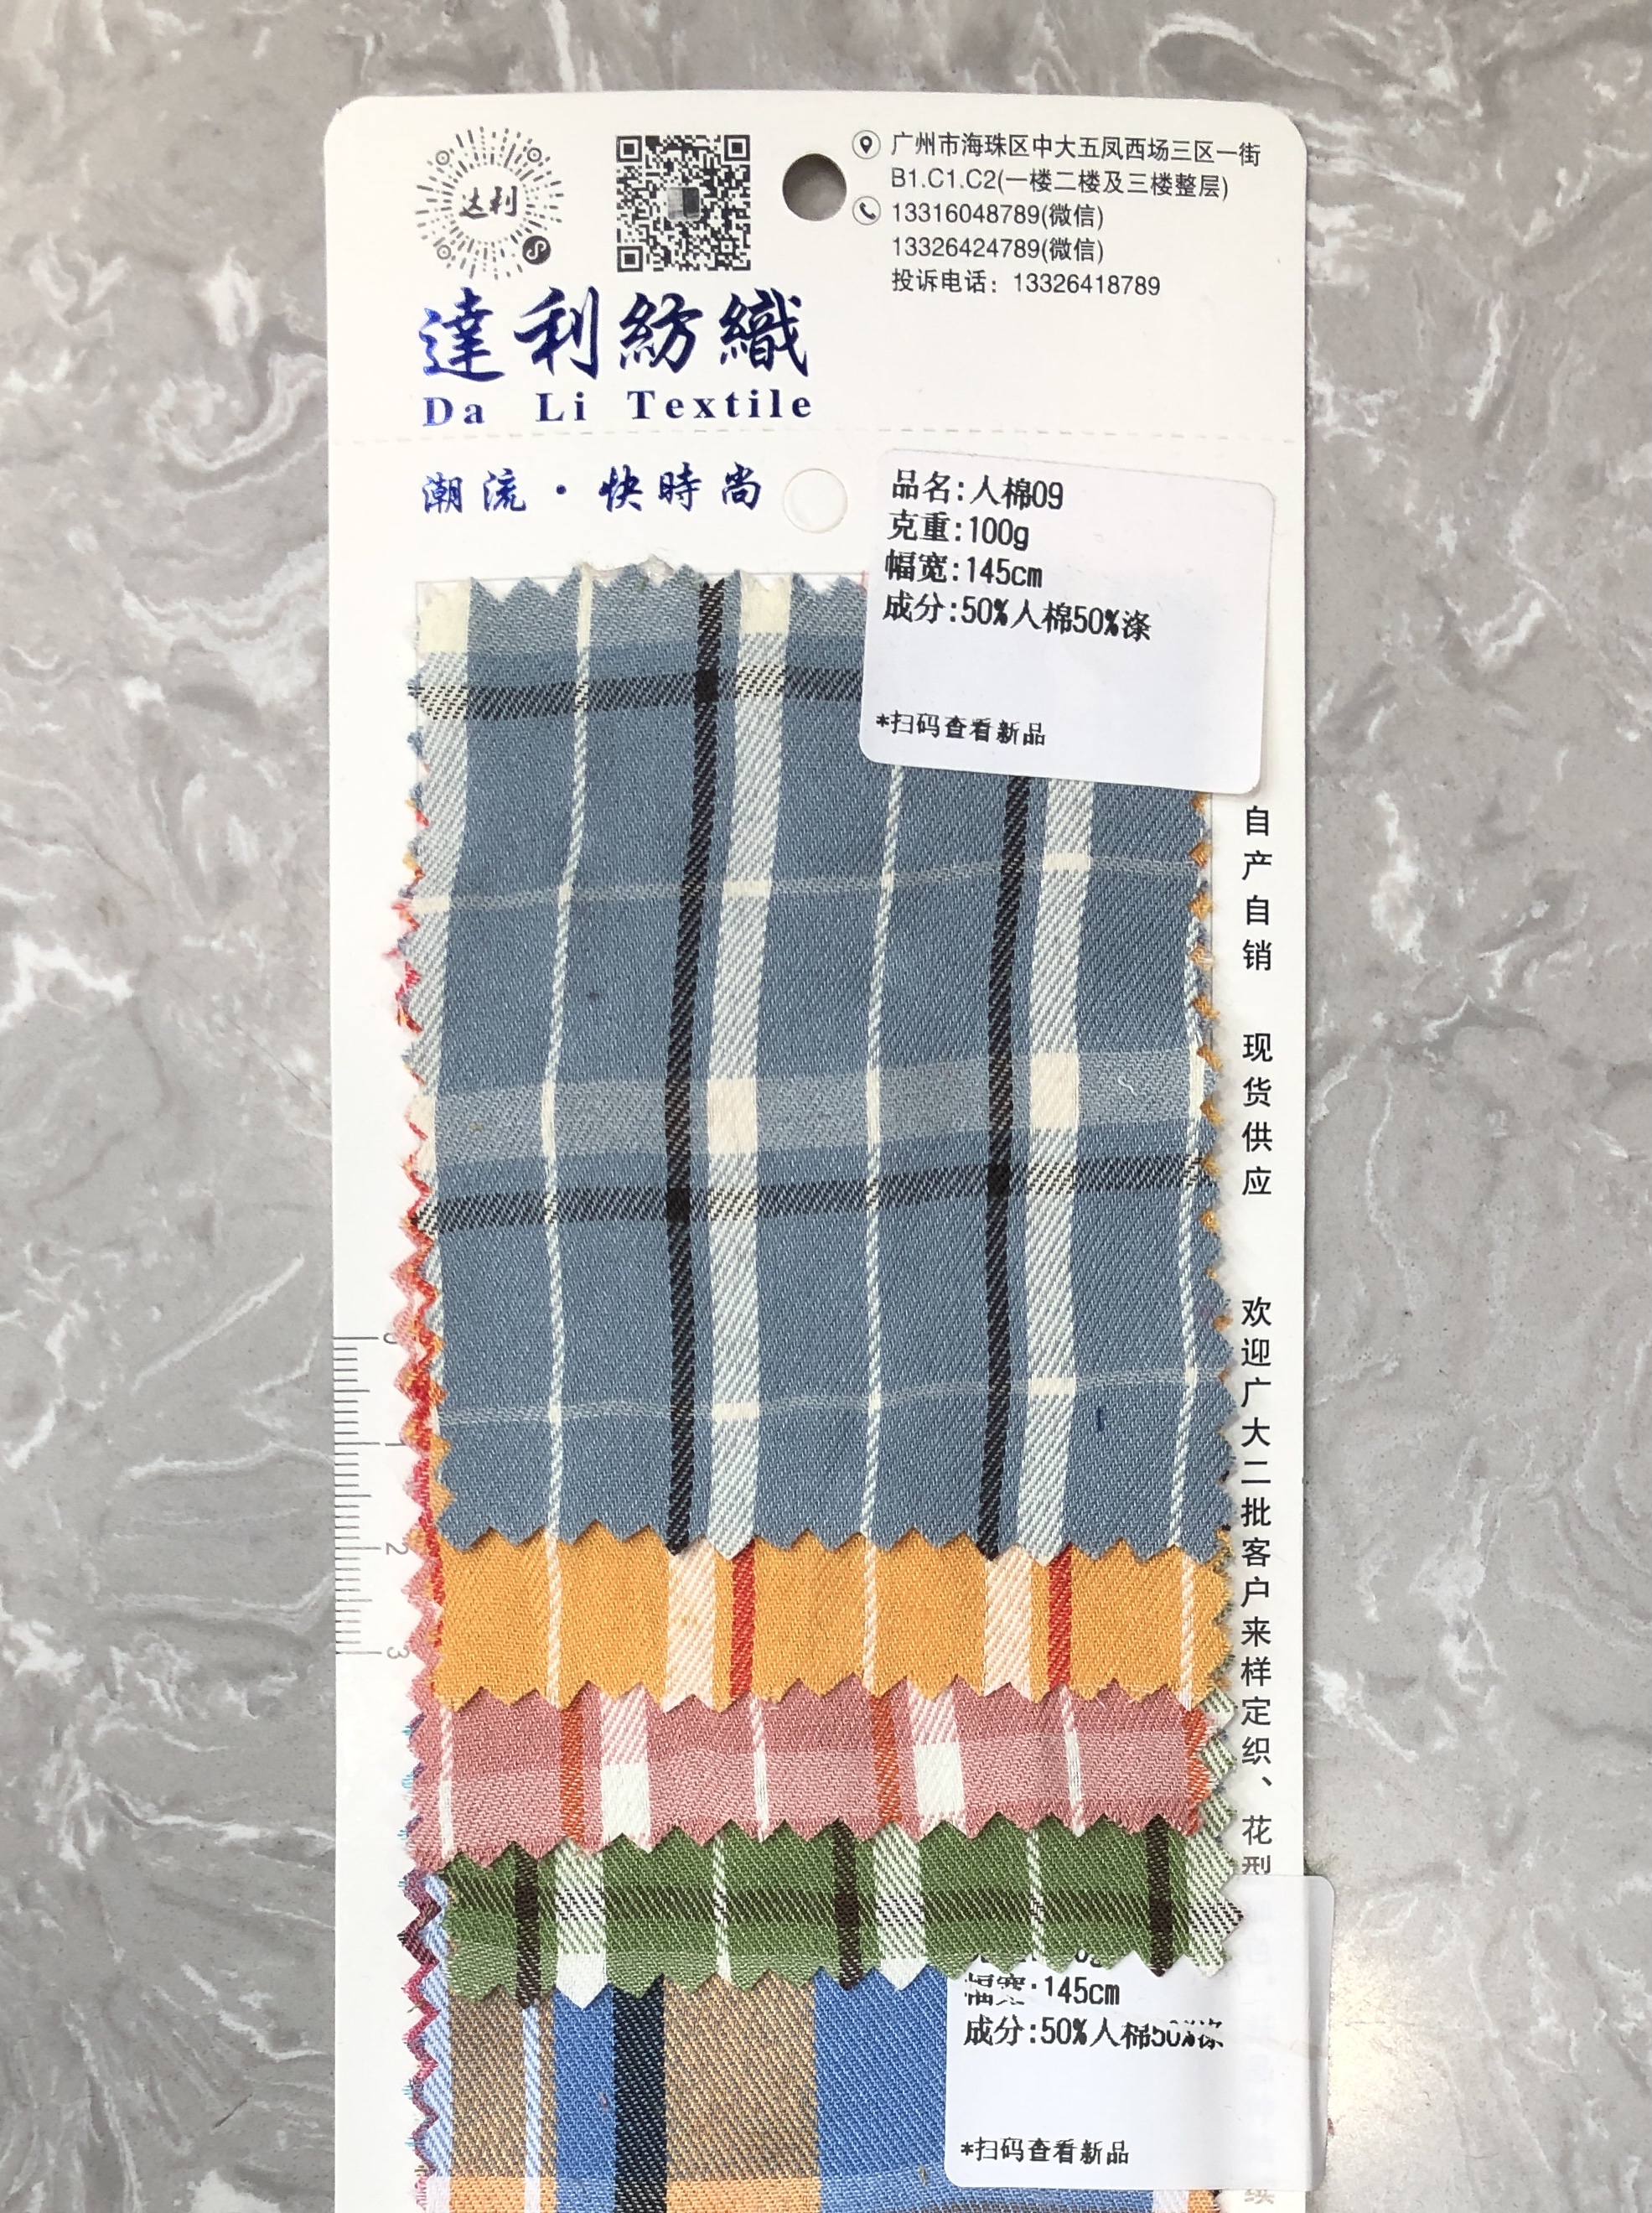 达利
广州市海珠区中大五凤西场三区一街
B1.C1.C2(一楼二楼及三楼整层)
13316048789(微信)
13326424789(微信)
投诉电话：13326418789
達利紡織
Da Li Textile
潮流·快時尚
品名:人棉09
克重:100g
幅宽:145cm
成分:50%人棉50%涤
*扫码查看新品
自产自销 现货供应 欢迎广大二批客户来样定织、花型
0
1
2
3
幅宽:145cm
成分:50%人棉50%涤
*扫码查看新品